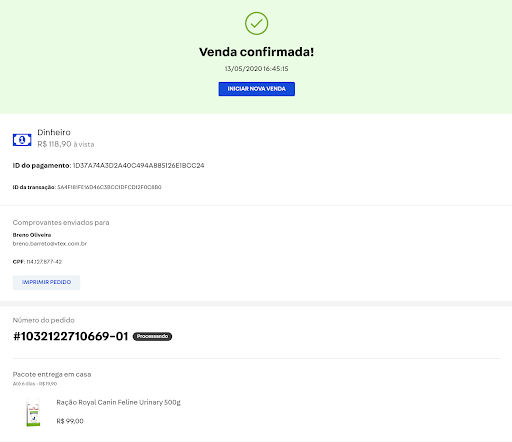 Venda confirmada!
13/05/2020 16:45:15
INICIAR NOVA VENDA
Dinheiro
R$ 118,90 à vista
ID do pagamento: 1D37A74A3D2A40C494A885126E1BCC24
ID da transação: 5A4F181F516D46C3BCC1DFCD12F0C8B0
Comprovantes enviados para
Breno Oliveira
breno.barreto@vtex.com.br
CPF: 114.127.877-42
IMPRIMIR PEDIDO
Número do pedido
#1032122710669-01 Processando
Pacote entrega em casa
Até 6 dias - R$ 19,90
Ração Royal Canin Feline Urinary 500g
R$ 99,00